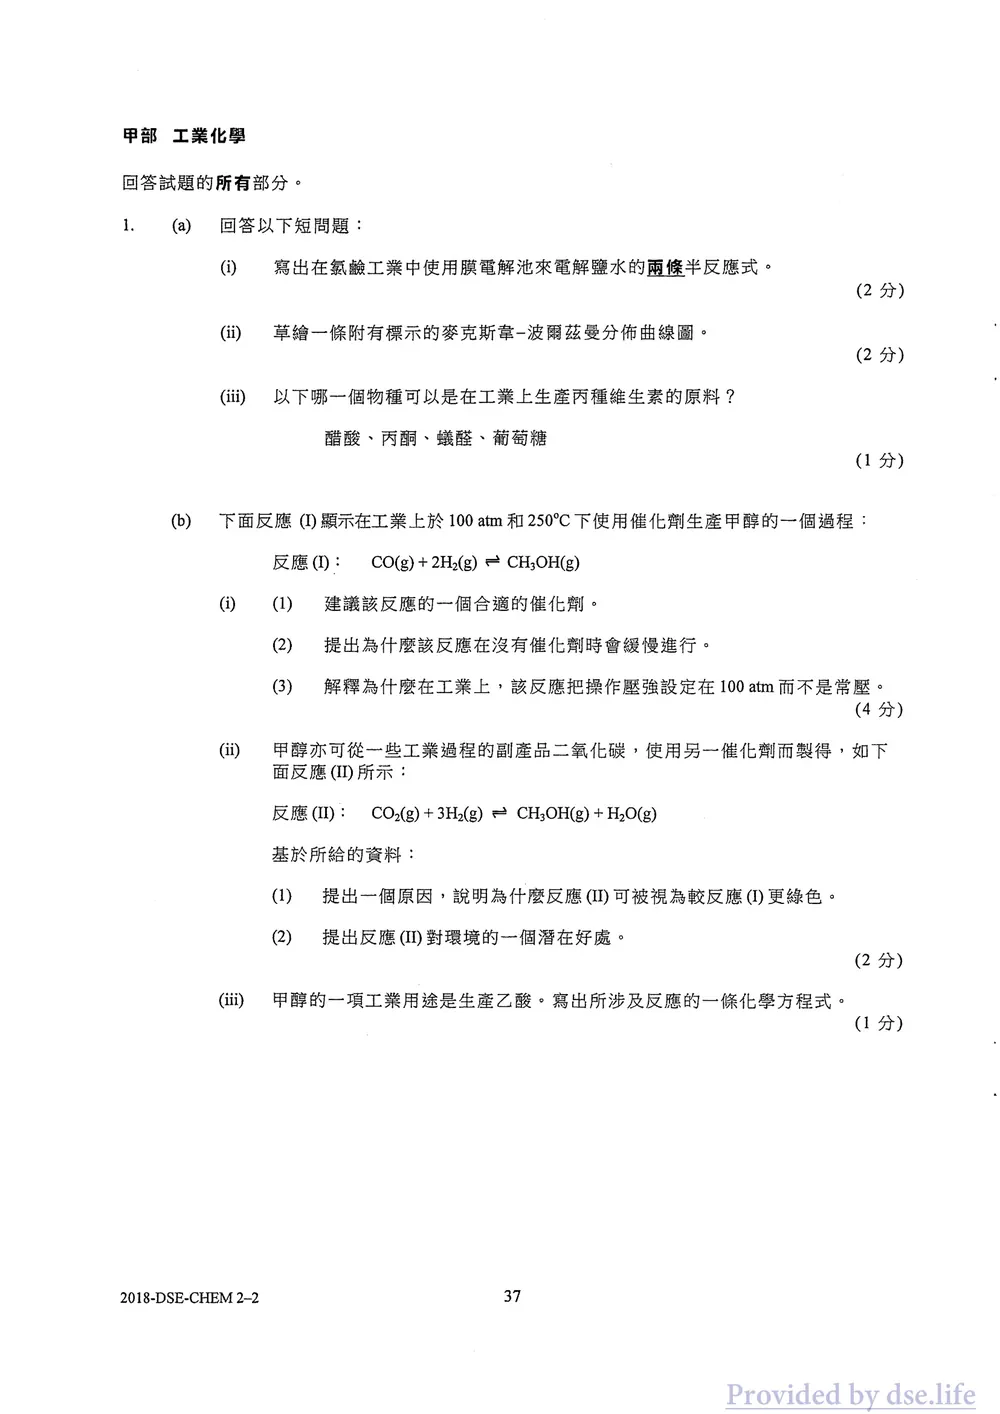 甲部 工業化學
回答試題的所有部分。
1. (a) 回答以下短問題：
(i) 寫出在氯鹼工業中使用膜電解池來電解鹽水的兩條半反應式。
(2 分)
(ii) 草繪一條附有標示的麥克斯韋–波爾茲曼分佈曲線圖。
(2 分)
(iii) 以下哪一個物種可以是在工業上生產丙種維生素的原料？
醋酸、丙酮、蟻醛、葡萄糖
(1 分)
(b) 下面反應 (I) 顯示在工業上於 100 atm 和 250°C 下使用催化劑生產甲醇的一個過程：
反應 (I)： CO(g) + 2H₂(g) ⇌ CH₃OH(g)
(i) (1) 建議該反應的一個合適的催化劑。
(2) 提出為什麼該反應在沒有催化劑時會緩慢進行。
(3) 解釋為什麼在工業上，該反應把操作壓強設定在 100 atm 而不是常壓。
(4 分)
(ii) 甲醇亦可從一些工業過程的副產品二氧化碳，使用另一催化劑而製得，如下
面反應 (II) 所示：
反應 (II)： CO₂(g) + 3H₂(g) ⇌ CH₃OH(g) + H₂O(g)
基於所給的資料：
(1) 提出一個原因，說明為什麼反應 (II) 可被視為較反應 (I) 更綠色。
(2) 提出反應 (II) 對環境的一個潛在好處。
(2 分)
(iii) 甲醇的一項工業用途是生產乙酸。寫出所涉及反應的一條化學方程式。
(1 分)
2018-DSE-CHEM 2–2 37
Provided by dse.life